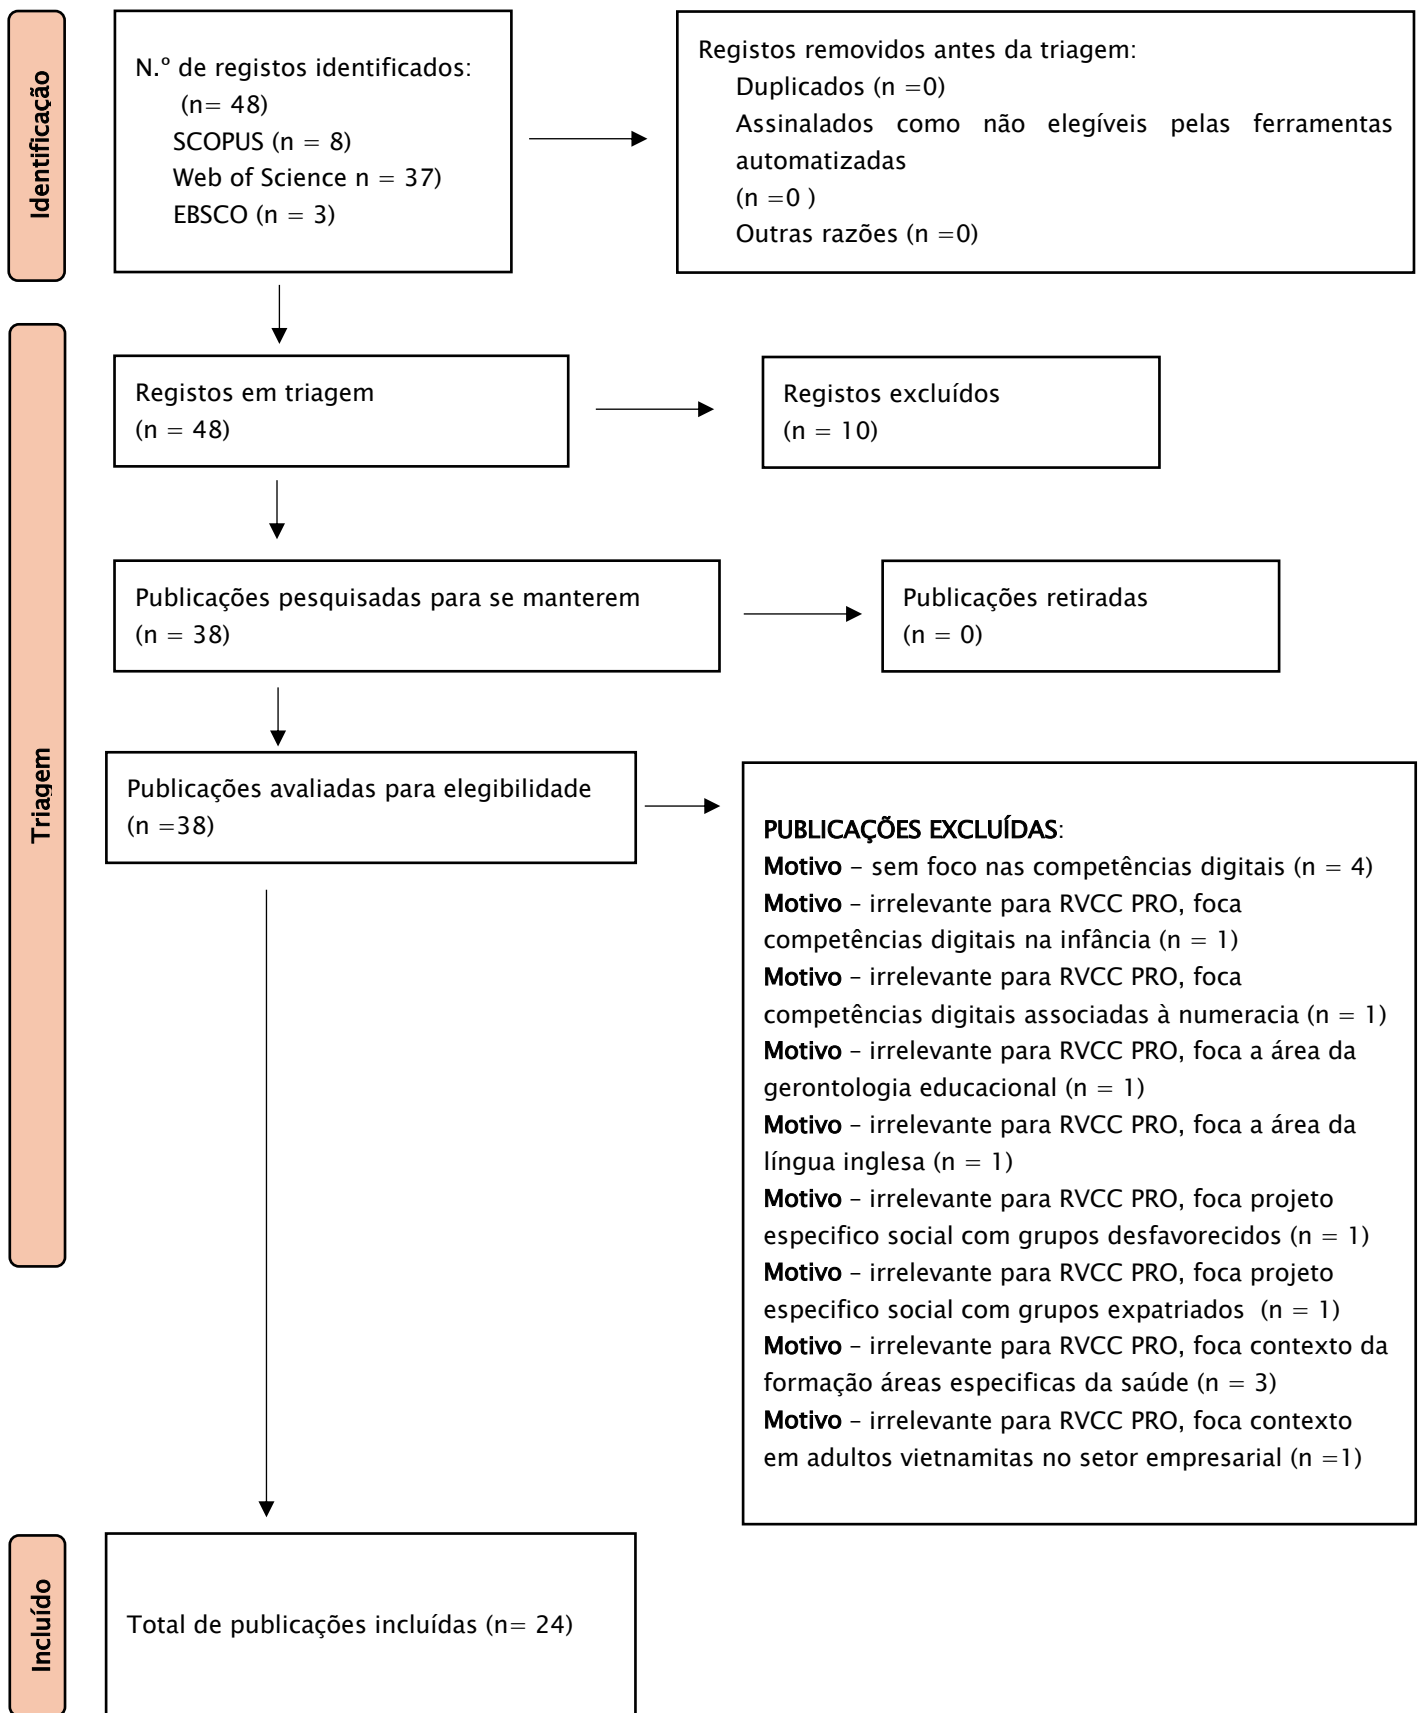 Identificação
N.º de registos identificados:
(n= 48)
SCOPUS (n = 8)
Web of Science n = 37)
EBSCO (n = 3)
Registos removidos antes da triagem:
Duplicados (n =0)
Assinalados como não elegíveis pelas ferramentas
automatizadas
(n =0 )
Outras razões (n =0)
Triagem
Registos em triagem
(n = 48)
Registos excluídos
(n = 10)
Publicações pesquisadas para se manterem
(n = 38)
Publicações retiradas
(n = 0)
Publicações avaliadas para elegibilidade
(n =38)
PUBLICAÇÕES EXCLUÍDAS:
Motivo – sem foco nas competências digitais (n = 4)
Motivo – irrelevante para RVCC PRO, foca
competências digitais na infância (n = 1)
Motivo – irrelevante para RVCC PRO, foca
competências digitais associadas à numeracia (n = 1)
Motivo – irrelevante para RVCC PRO, foca a área da
gerontologia educacional (n = 1)
Motivo – irrelevante para RVCC PRO, foca a área da
língua inglesa (n = 1)
Motivo – irrelevante para RVCC PRO, foca projeto
especifico social com grupos desfavorecidos (n = 1)
Motivo – irrelevante para RVCC PRO, foca projeto
especifico social com grupos expatriados (n = 1)
Motivo – irrelevante para RVCC PRO, foca contexto da
formação áreas especificas da saúde (n = 3)
Motivo – irrelevante para RVCC PRO, foca contexto
em adultos vietnamitas no setor empresarial (n =1)
Incluído
Total de publicações incluídas (n= 24)